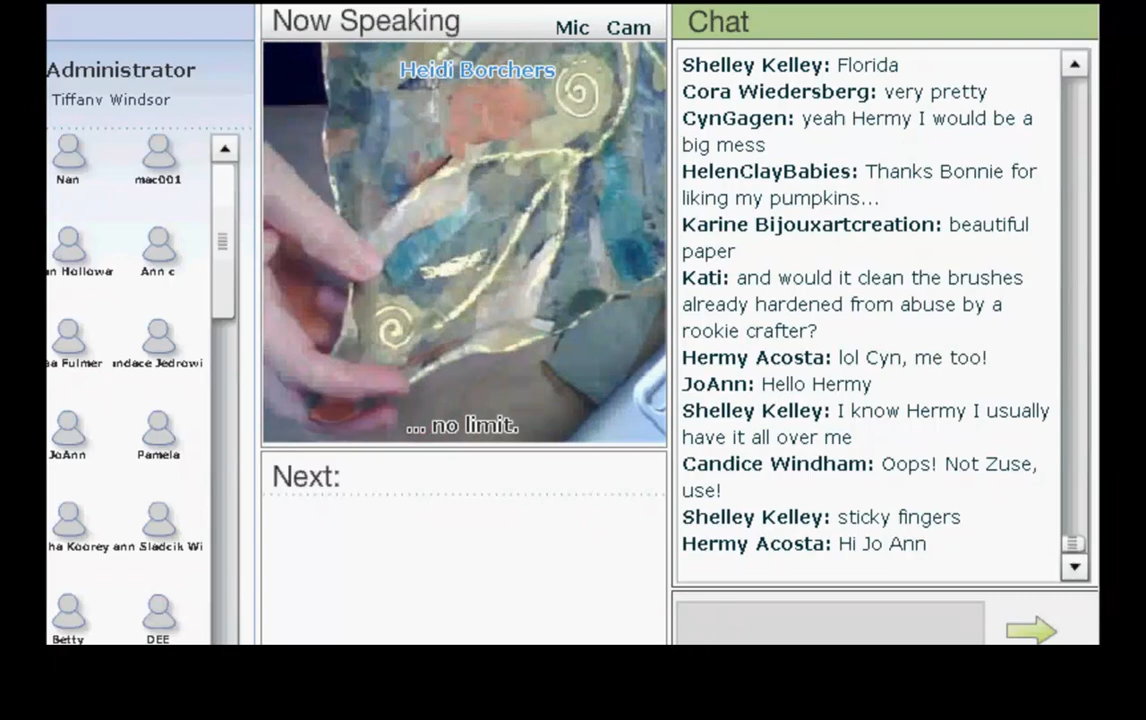 Administrator
Tiffany Windsor
Nan
mac001
n Hollowa
Ann c
a Fulmer
ndace Jedrowi
JoAnn
Pamela
ha Koorey
ann Sladcik Wi
Betty
DEE
Now Speaking
Mic Cam
Heidi Borchers
... no limit.
Next:
Chat
Shelley Kelley: Florida
Cora Wiedersberg: very pretty
CynGagen: yeah Hermy I would be a
big mess
HelenClayBabies: Thanks Bonnie for
liking my pumpkins...
Karine Bijouxartcreation: beautiful
paper
Kati: and would it clean the brushes
already hardened from abuse by a
rookie crafter?
Hermy Acosta: lol Cyn, me too!
JoAnn: Hello Hermy
Shelley Kelley: I know Hermy I usually
have it all over me
Candice Windham: Oops! Not Zuse,
use!
Shelley Kelley: sticky fingers
Hermy Acosta: Hi Jo Ann